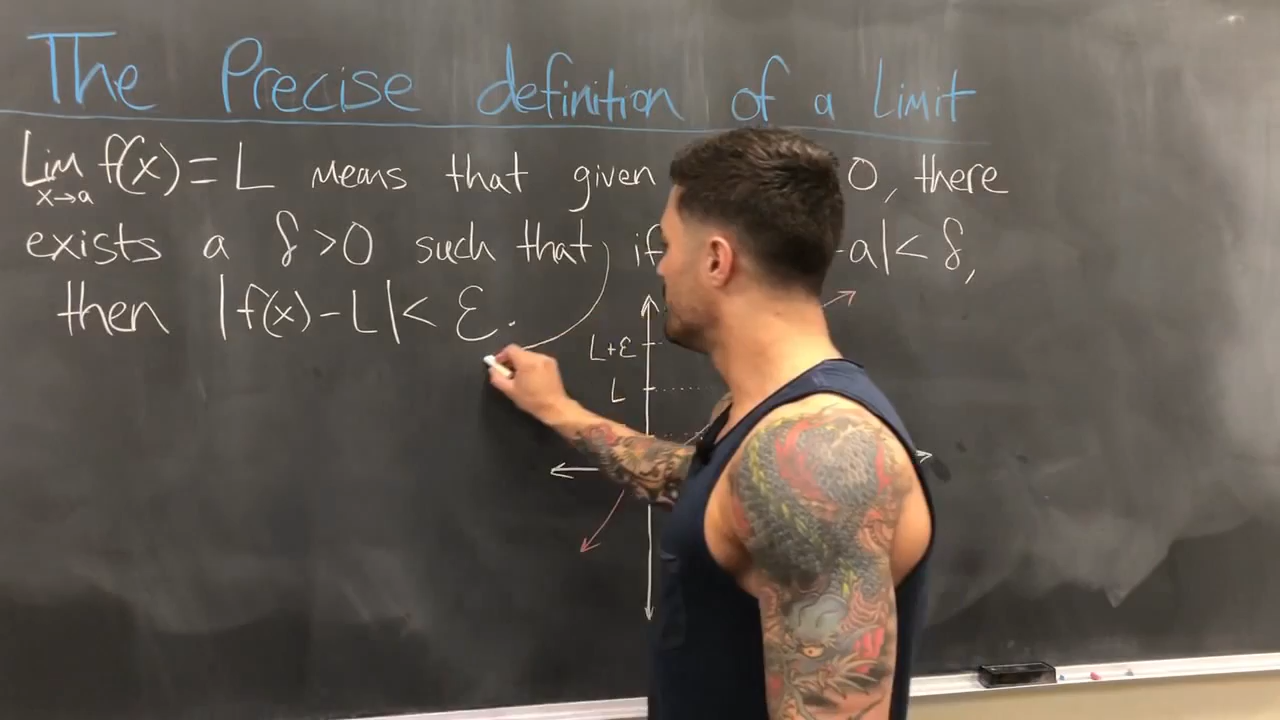 The Precise definition of a Limit
Lim f(x) = L means that given 0, there
x→a
exists a δ>0 such that if -a|< δ,
then |f(x)-L|< ε.
L+ε
L